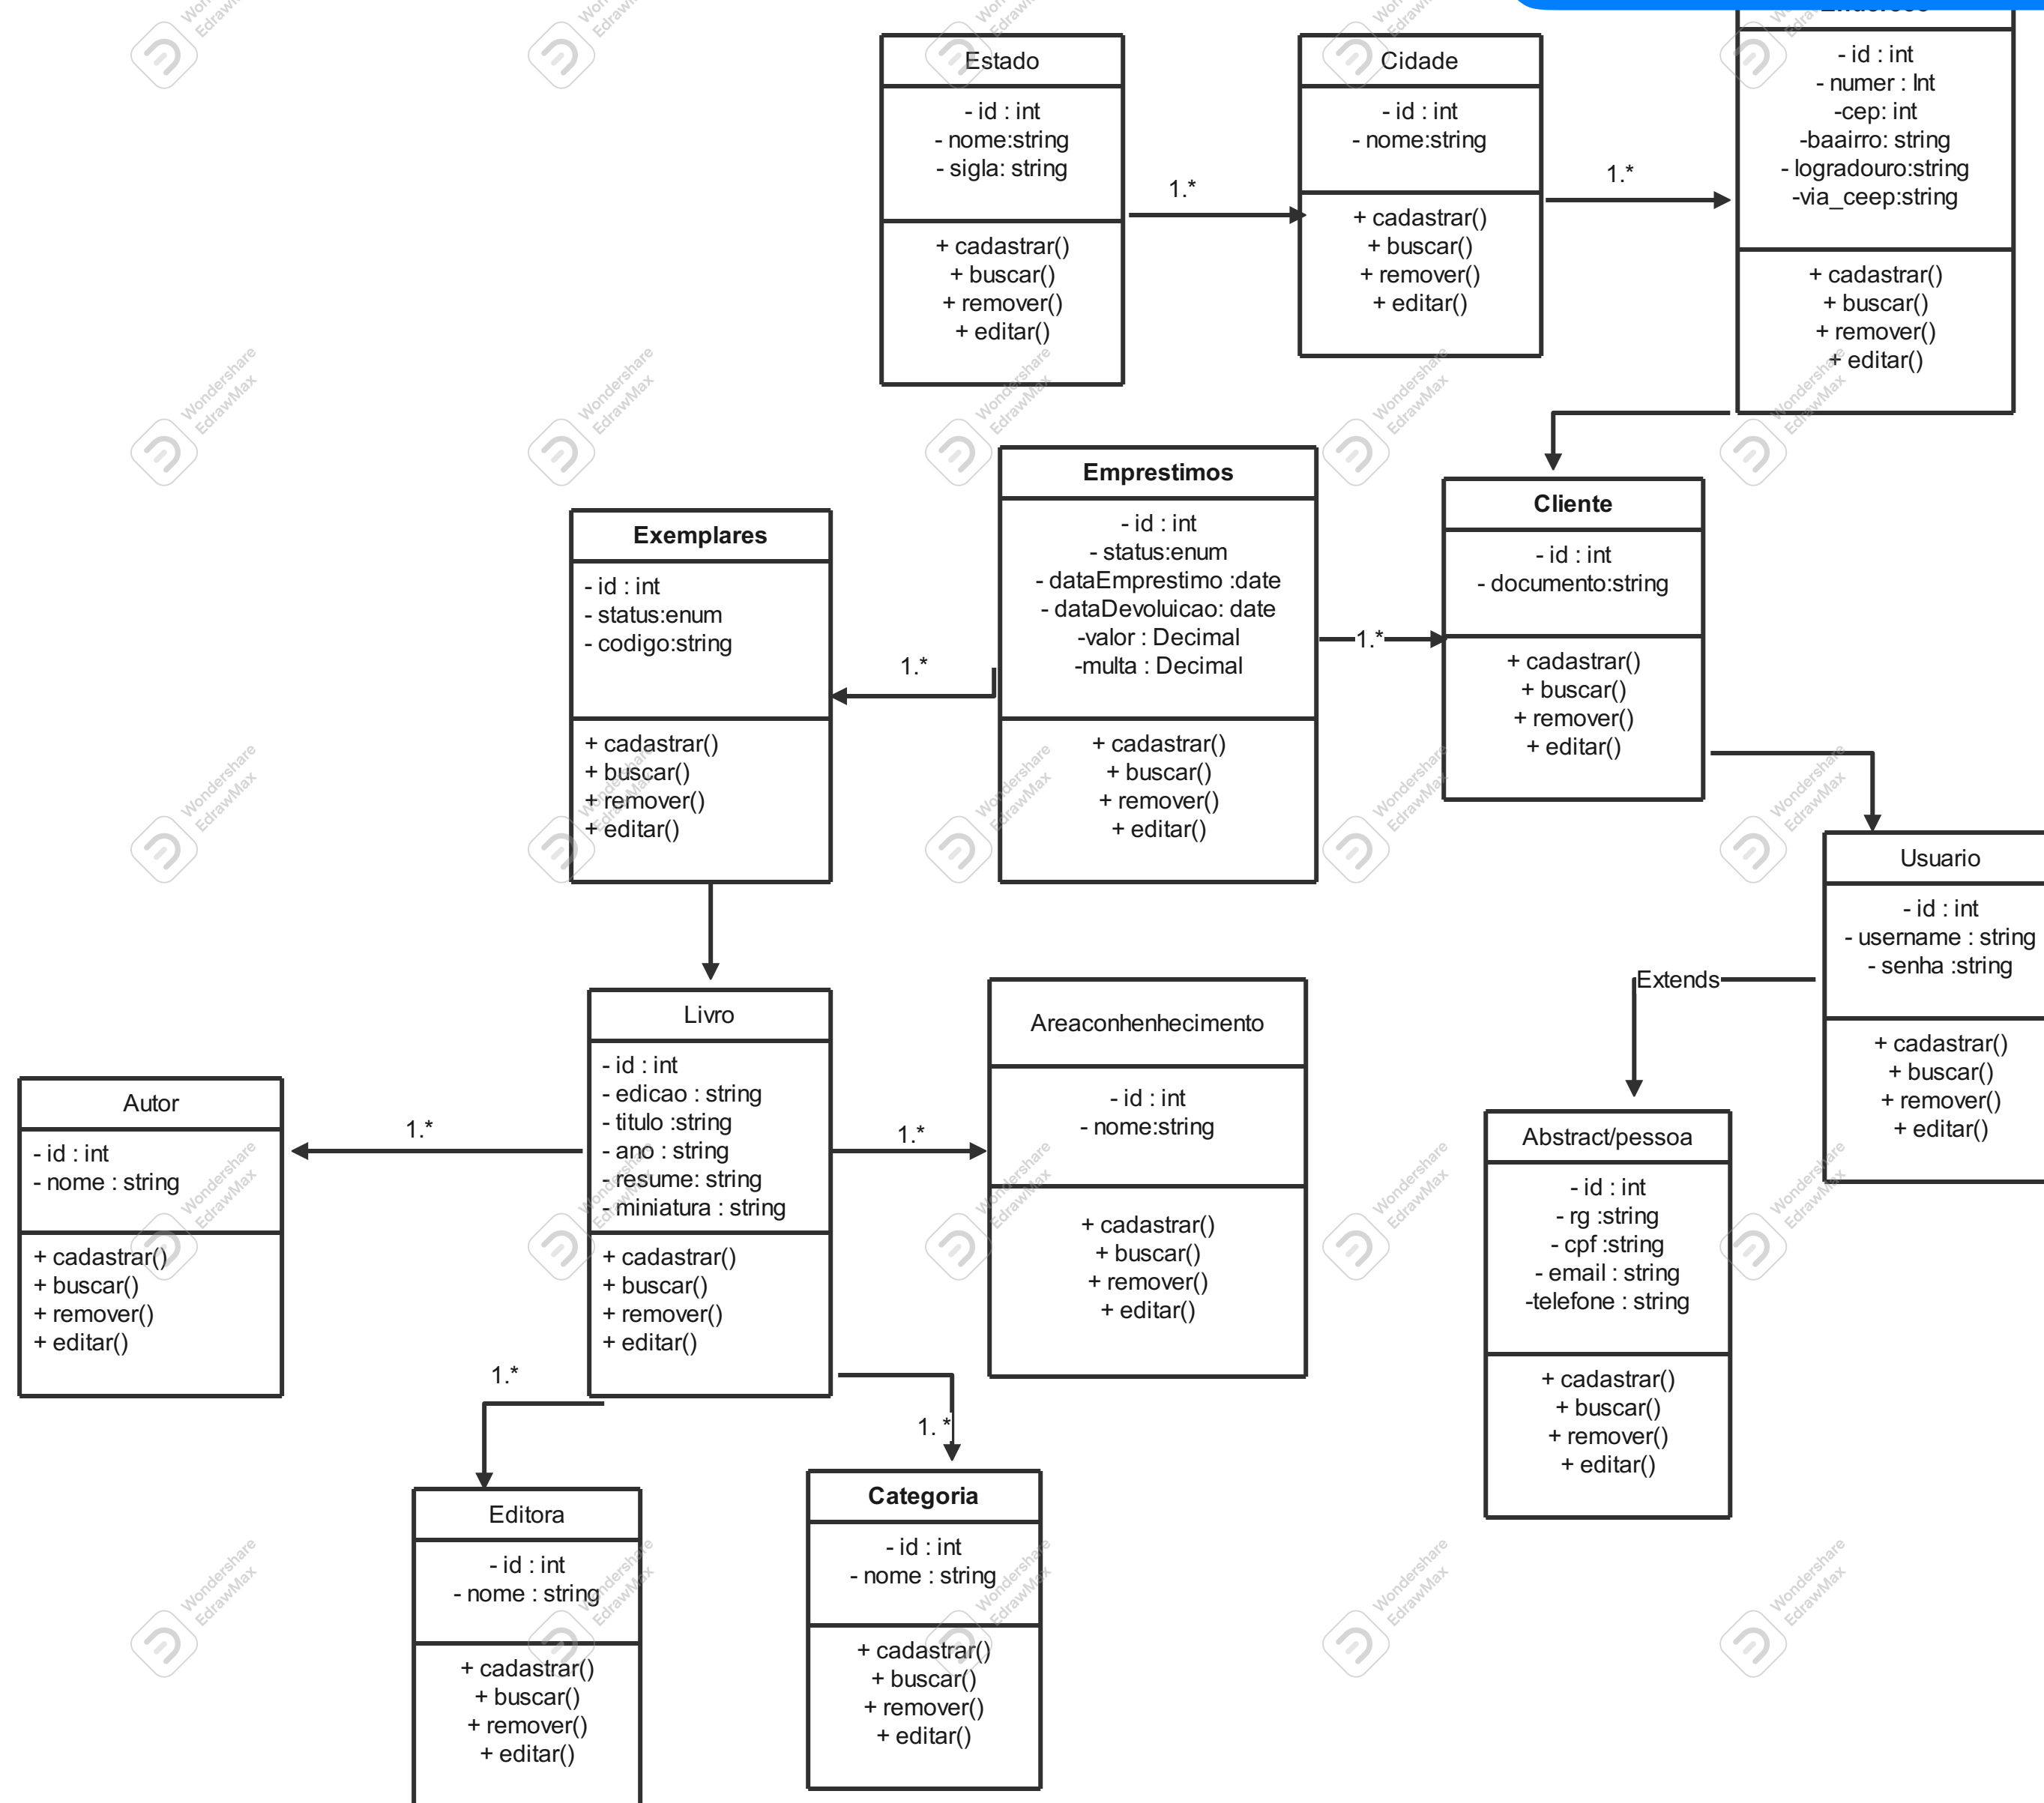 Estado
- id : int
- nome:string
- sigla: string
+ cadastrar()
+ buscar()
+ remover()
+ editar()
1.*
Cidade
- id : int
- nome:string
+ cadastrar()
+ buscar()
+ remover()
+ editar()
1.*
- id : int
- numer : Int
-cep: int
-baairro: string
- logradouro:string
-via_ceep:string
+ cadastrar()
+ buscar()
+ remover()
+ editar()
Exemplares
- id : int
- status:enum
- codigo:string
+ cadastrar()
+ buscar()
+ remover()
+ editar()
1.*
Emprestimos
- id : int
- status:enum
- dataEmprestimo :date
- dataDevoluicao: date
-valor : Decimal
-multa : Decimal
+ cadastrar()
+ buscar()
+ remover()
+ editar()
1.*
Cliente
- id : int
- documento:string
+ cadastrar()
+ buscar()
+ remover()
+ editar()
Usuario
- id : int
- username : string
- senha :string
+ cadastrar()
+ buscar()
+ remover()
+ editar()
Extends
Autor
- id : int
- nome : string
+ cadastrar()
+ buscar()
+ remover()
+ editar()
1.*
Livro
- id : int
- edicao : string
- titulo :string
- ano : string
- resume: string
- miniatura : string
+ cadastrar()
+ buscar()
+ remover()
+ editar()
1.*
Areaconhenhecimento
- id : int
- nome:string
+ cadastrar()
+ buscar()
+ remover()
+ editar()
Abstract/pessoa
- id : int
- rg :string
- cpf :string
- email : string
-telefone : string
+ cadastrar()
+ buscar()
+ remover()
+ editar()
1.*
1. *
Editora
- id : int
- nome : string
+ cadastrar()
+ buscar()
+ remover()
+ editar()
Categoria
- id : int
- nome : string
+ cadastrar()
+ buscar()
+ remover()
+ editar()
Wondershare
EdrawMax